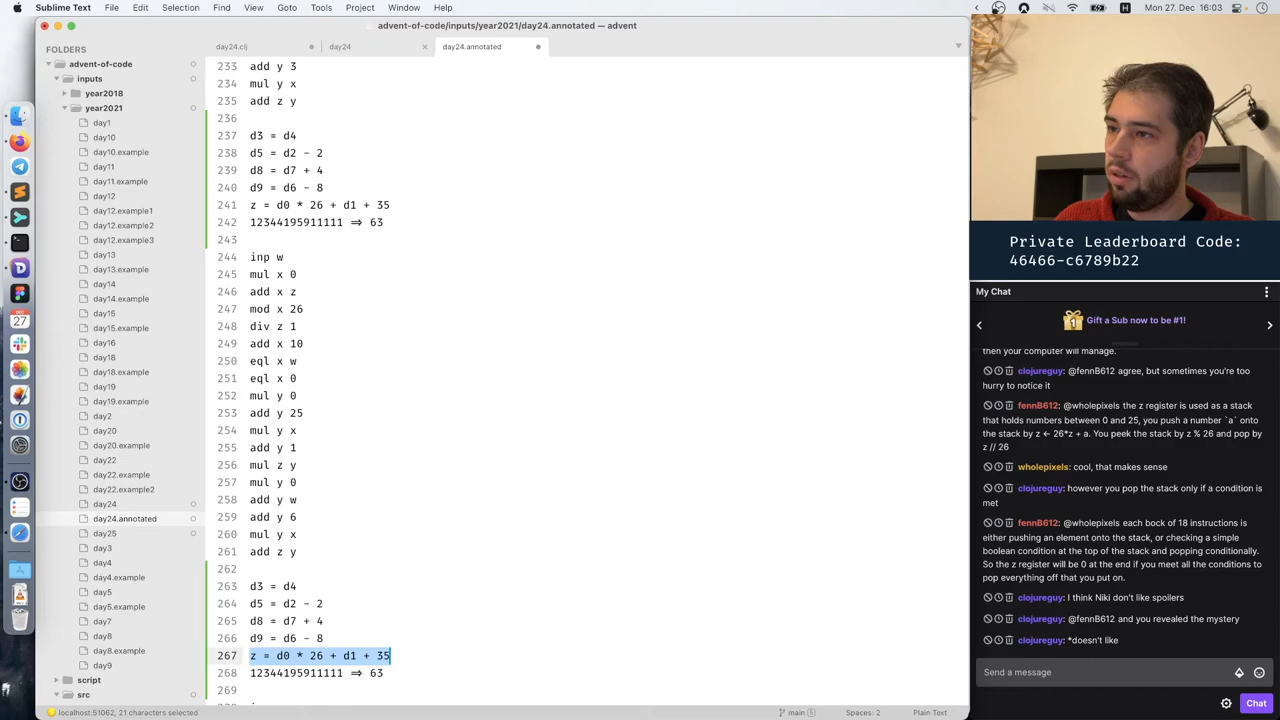 Sublime Text File Edit Selection Find View Goto Tools Project Window Help
Mon 27. Dec 16:03
advent-of-code/inputs/year2021/day24.annotated — advent
FOLDERS
advent-of-code
inputs
year2018
year2021
day1
day10
day10.example
day11
day11.example
day12
day12.example1
day12.example2
day12.example3
day13
day13.example
day14
day14.example
day15
day15.example
day16
day18
day18.example
day19
day19.example
day2
day20
day20.example
day22
day22.example
day22.example2
day24
day24.annotated
day25
day3
day4
day4.example
day5
day5.example
day7
day8
day8.example
day9
script
src
day24.clj
day24
day24.annotated
233 add y 3
234 mul y x
235 add z y
236
237 d3 = d4
238 d5 = d2 - 2
239 d8 = d7 + 4
240 d9 = d6 - 8
241 z = d0 * 26 + d1 + 35
242 12344195911111 => 63
243
244 inp w
245 mul x 0
246 add x z
247 mod x 26
248 div z 1
249 add x 10
250 eql x w
251 eql x 0
252 mul y 0
253 add y 25
254 mul y x
255 add y 1
256 mul z y
257 mul y 0
258 add y w
259 add y 6
260 mul y x
261 add z y
262
263 d3 = d4
264 d5 = d2 - 2
265 d8 = d7 + 4
266 d9 = d6 - 8
267 z = d0 * 26 + d1 + 35
268 12344195911111 => 63
269
localhost:51062, 21 characters selected
main 5
Spaces: 2
Plain Text
Private Leaderboard Code:
46466-c6789b22
My Chat
1 Gift a Sub now to be #1!
then your computer will manage.
clojureguy: @fennB612 agree, but sometimes you're too
hurry to notice it
fennB612: @wholepixels the z register is used as a stack
that holds numbers between 0 and 25, you push a number `a` onto
the stack by z ← 26*z + a. You peek the stack by z % 26 and pop by
z // 26
wholepixels: cool, that makes sense
clojureguy: however you pop the stack only if a condition is
met
fennB612: @wholepixels each bock of 18 instructions is
either pushing an element onto the stack, or checking a simple
boolean condition at the top of the stack and popping conditionally.
So the z register will be 0 at the end if you meet all the conditions to
pop everything off that you put on.
clojureguy: I think Niki don't like spoilers
clojureguy: @fennB612 and you revealed the mystery
clojureguy: *doesn't like
Send a message
Chat